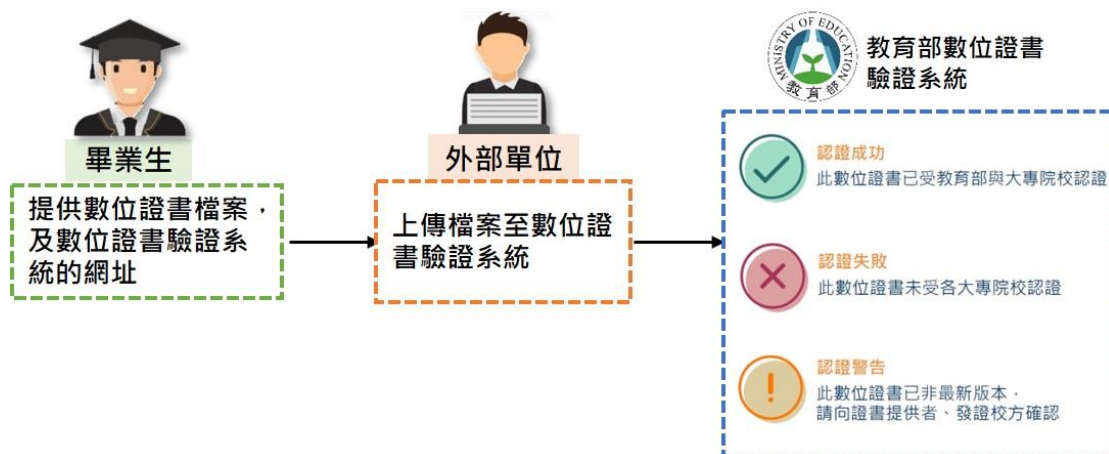 畢業生
提供數位證書檔案，
及數位證書驗證系
統的網址
外部單位
上傳檔案至數位證
書驗證系統
MINISTRY OF EDUCATION
教育部
教育部數位證書
驗證系統
認證成功
此數位證書已受教育部與大專院校認證
認證失敗
此數位證書未受各大專院校認證
認證警告
此數位證書已非最新版本，
請向證書提供者、發證校方確認